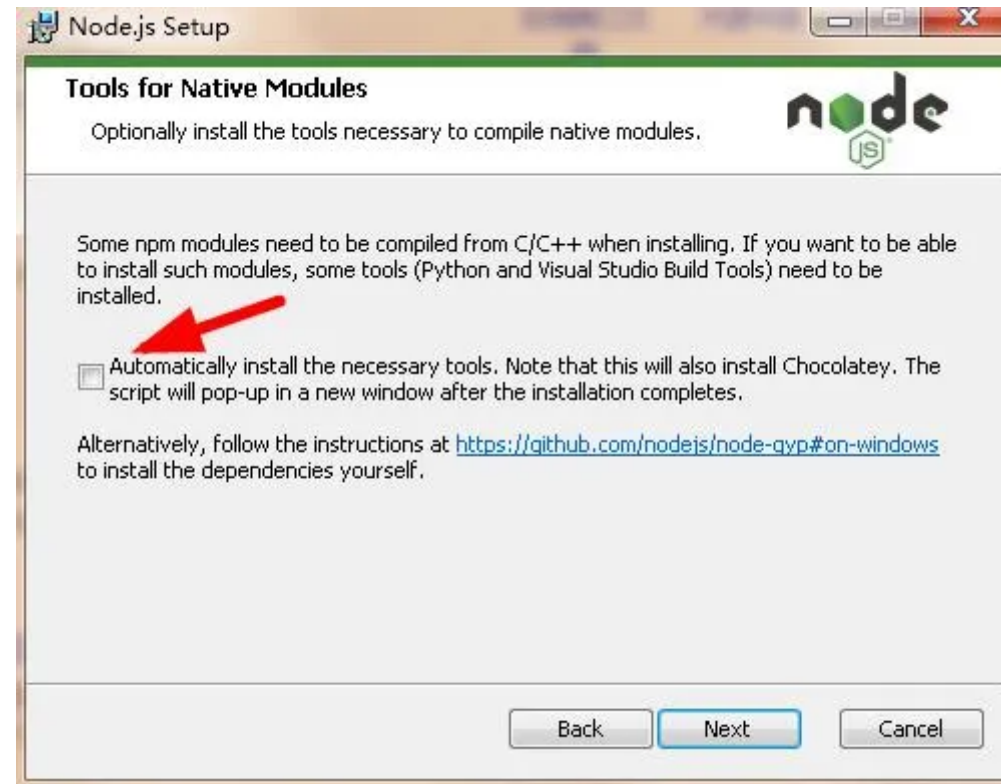 Node.js Setup
Tools for Native Modules
Optionally install the tools necessary to compile native modules.
node
JS
Some npm modules need to be compiled from C/C++ when installing. If you want to be able
to install such modules, some tools (Python and Visual Studio Build Tools) need to be
installed.
Automatically install the necessary tools. Note that this will also install Chocolatey. The
script will pop-up in a new window after the installation completes.
Alternatively, follow the instructions at https://github.com/nodejs/node-gyp#on-windows
to install the dependencies yourself.
Back Next Cancel